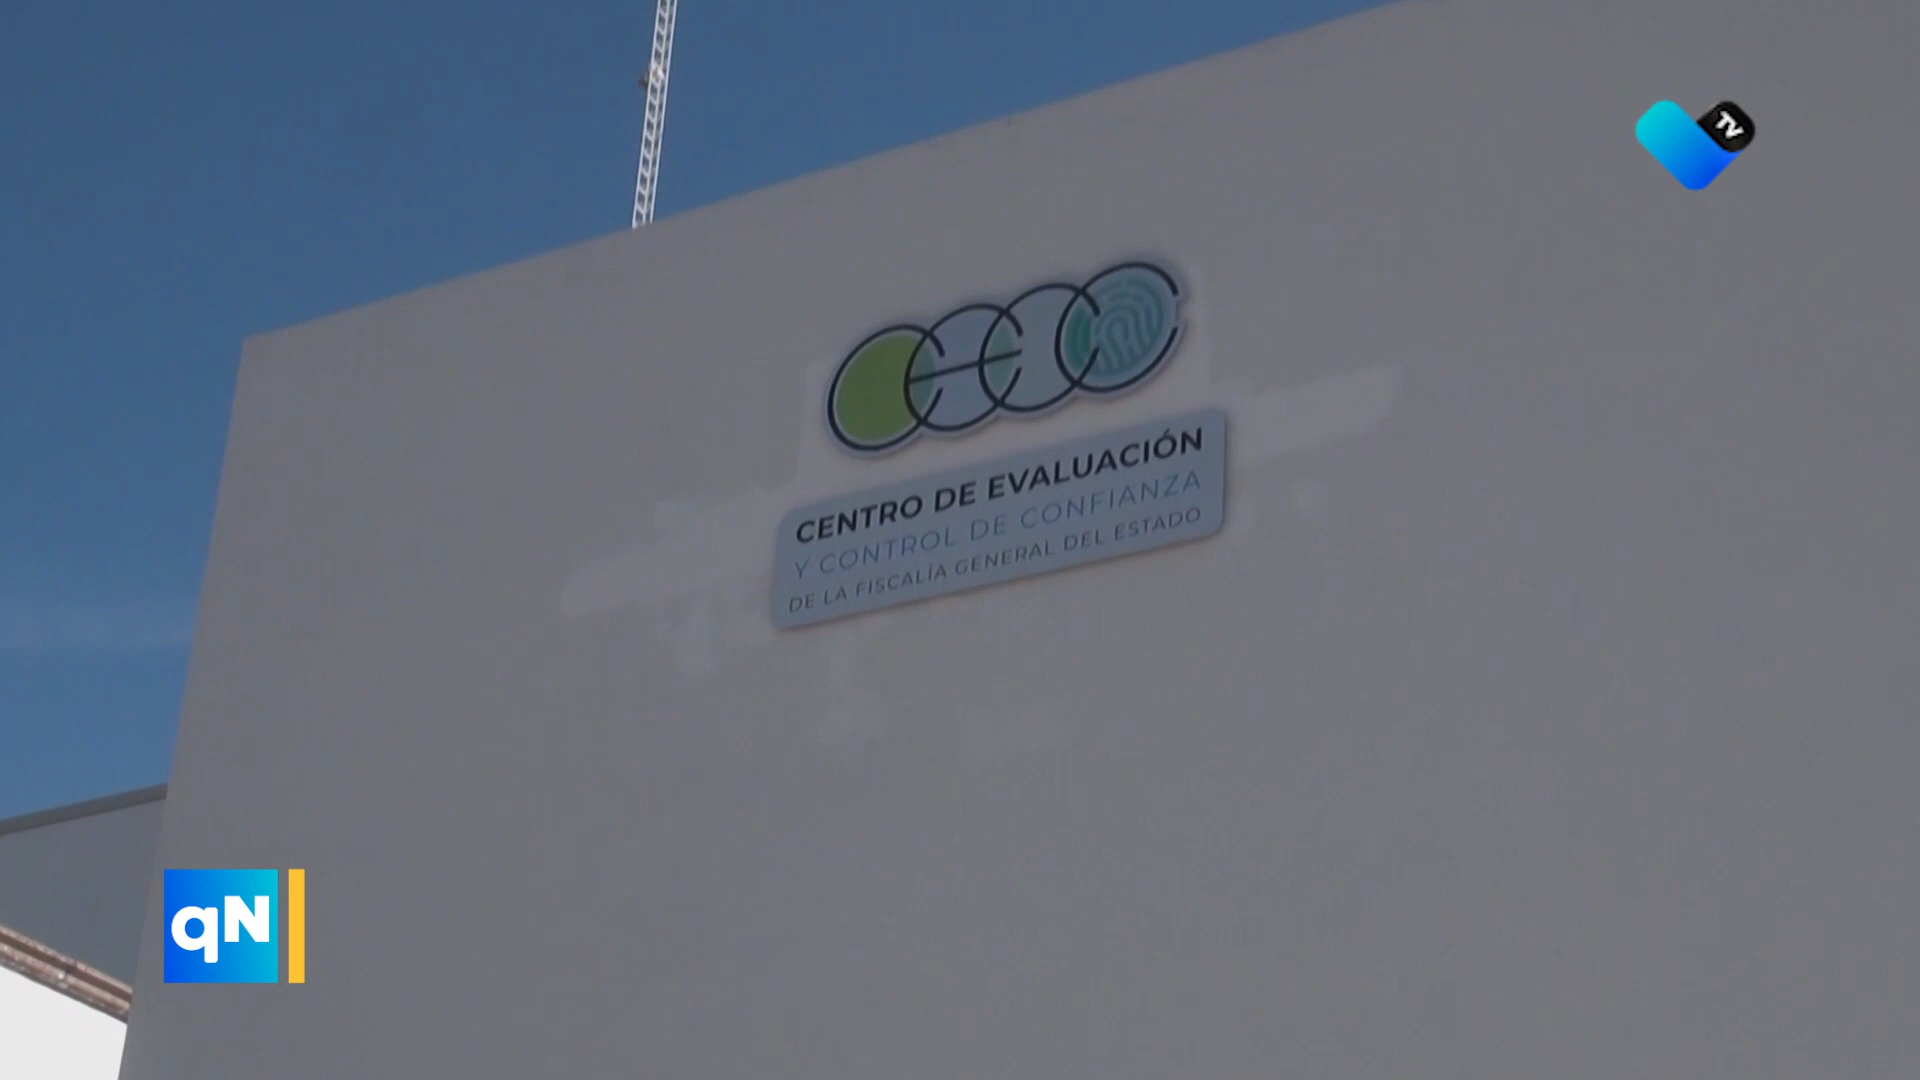 TV
CENTRO DE EVALUACIÓN
Y CONTROL DE CONFIANZA
DE LA FISCALÍA GENERAL DEL ESTADO
qN